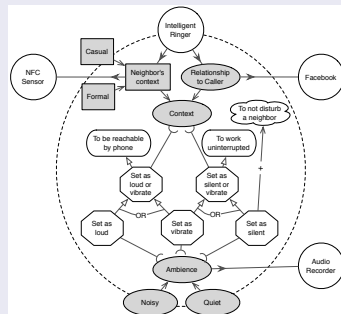 Intelligent
Ringer
Casual
NFC
Sensor
Neighbor's
context
Relationship
to Caller
Facebook
Formal
Context
To not disturb
a neighbor
To be reachable
by phone
To work
uninterrupted
Set as
loud or
vibrate
Set as
silent or
vibrate
+
OR
OR
Set as
loud
Set as
vibrate
Set as
silent
Ambience
Audio
Recorder
Noisy
Quiet